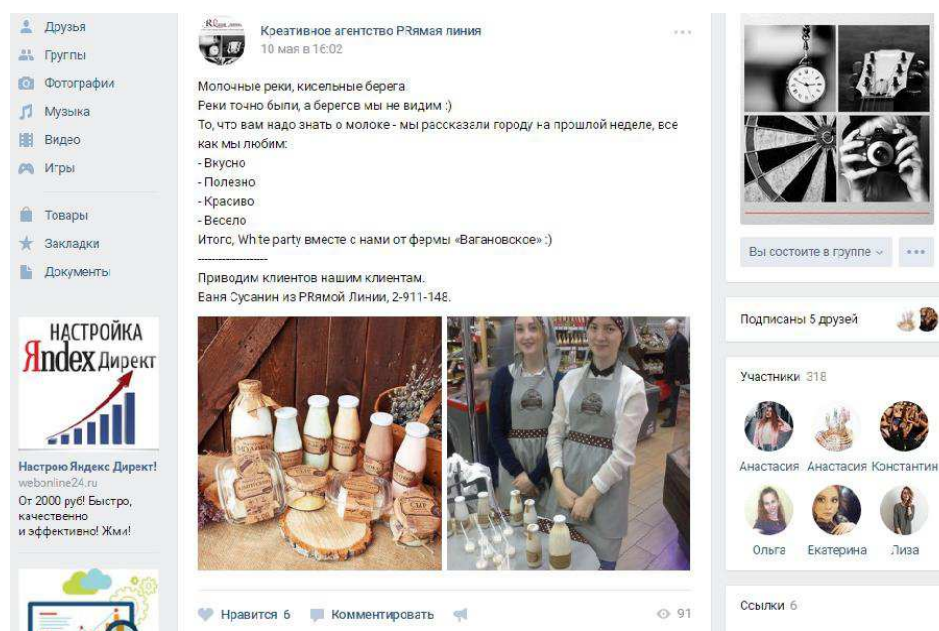 Друзья
Группы
Фотографии
Музыка
Видео
Игры
Товары
Закладки
Документы
НАСТРОЙКА
Яndex Директ
Настрою Яндекс Директ!
webonline24.ru
От 2000 руб! Быстро,
качественно
и эффективно! Жми!
Креативное агентство PRямая линия
10 мая в 16:02
Молочные реки, кисельные берега
Реки точно были, а берегов мы не видим :)
То, что вам надо знать о молоке - мы рассказали городу на прошлой неделе, все
как мы любим:
- Вкусно
- Полезно
- Красиво
- Весело
Итого, White party вместе с нами от фермы «Вагановское» :)
--------------------
Приводим клиентов нашим клиентам.
Ваня Сусанин из PRямой Линии, 2-911-148.
СЫР
Нравится 6
Комментировать
91
Вы состоите в группе
Подписаны 5 друзей
Участники 318
Анастасия Анастасия Константин
Ольга Екатерина Лиза
Ссылки 6